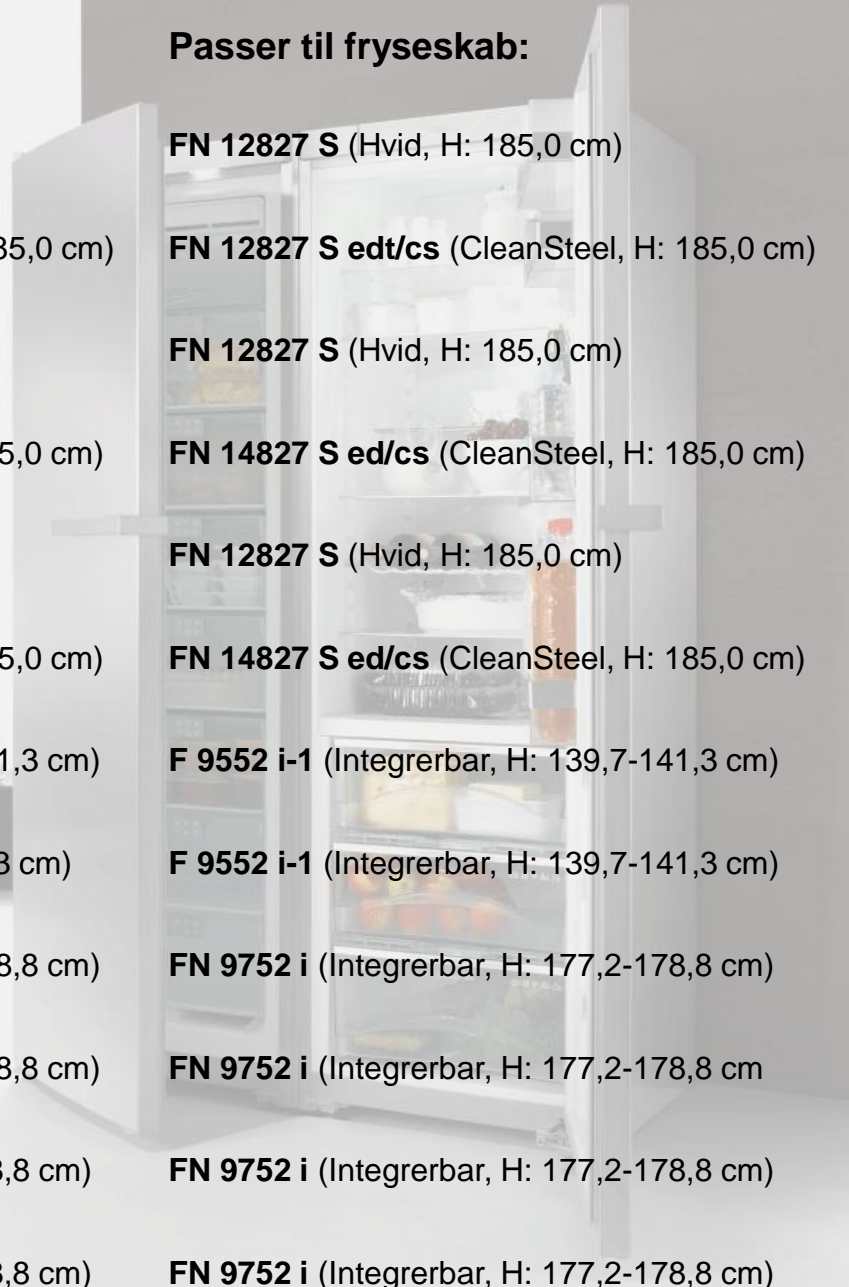 Passer til fryseskab:
FN 12827 S (Hvid, H: 185,0 cm)
35,0 cm) FN 12827 S edt/cs (CleanSteel, H: 185,0 cm)
FN 12827 S (Hvid, H: 185,0 cm)
5,0 cm) FN 14827 S ed/cs (CleanSteel, H: 185,0 cm)
FN 12827 S (Hvid, H: 185,0 cm)
5,0 cm) FN 14827 S ed/cs (CleanSteel, H: 185,0 cm)
1,3 cm) F 9552 i-1 (Integrerbar, H: 139,7-141,3 cm)
3 cm) F 9552 i-1 (Integrerbar, H: 139,7-141,3 cm)
8,8 cm) FN 9752 i (Integrerbar, H: 177,2-178,8 cm)
8,8 cm) FN 9752 i (Integrerbar, H: 177,2-178,8 cm
8,8 cm) FN 9752 i (Integrerbar, H: 177,2-178,8 cm)
8,8 cm) FN 9752 i (Integrerbar, H: 177,2-178,8 cm)